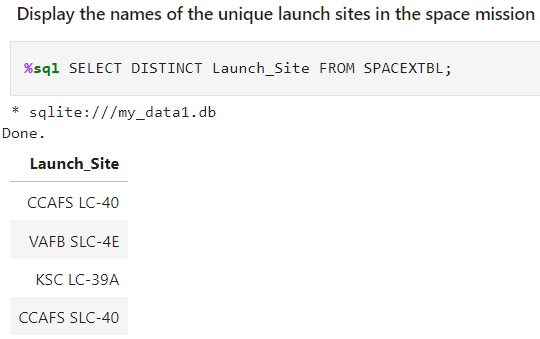 Display the names of the unique launch sites in the space mission
%sql SELECT DISTINCT Launch_Site FROM SPACEXTBL;
* sqlite:///my_data1.db
Done.
Launch_Site
CCAFS LC-40
VAFB SLC-4E
KSC LC-39A
CCAFS SLC-40